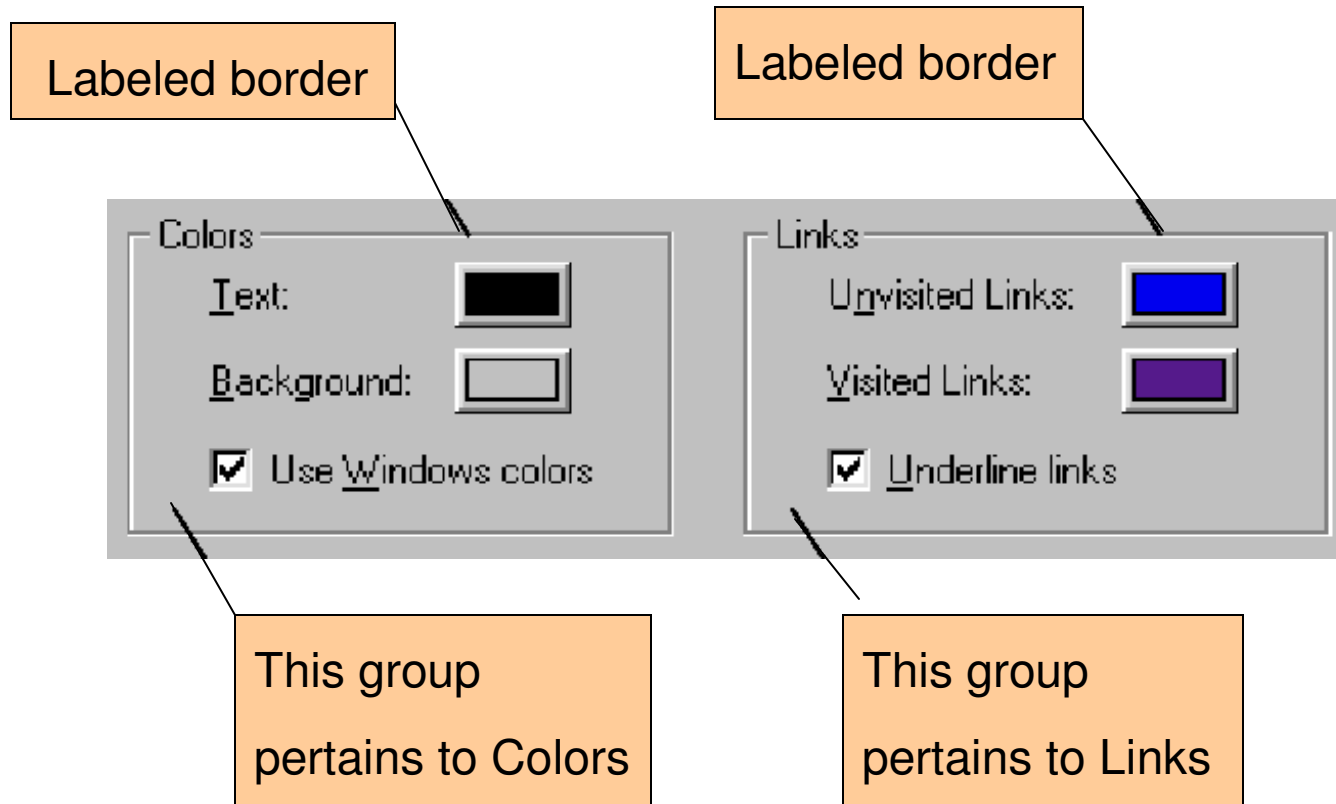 Labeled border
Labeled border
Colors
Text:
Background:
Use Windows colors
Links
Unvisited Links:
Visited Links:
Underline links
This group
pertains to Colors
This group
pertains to Links